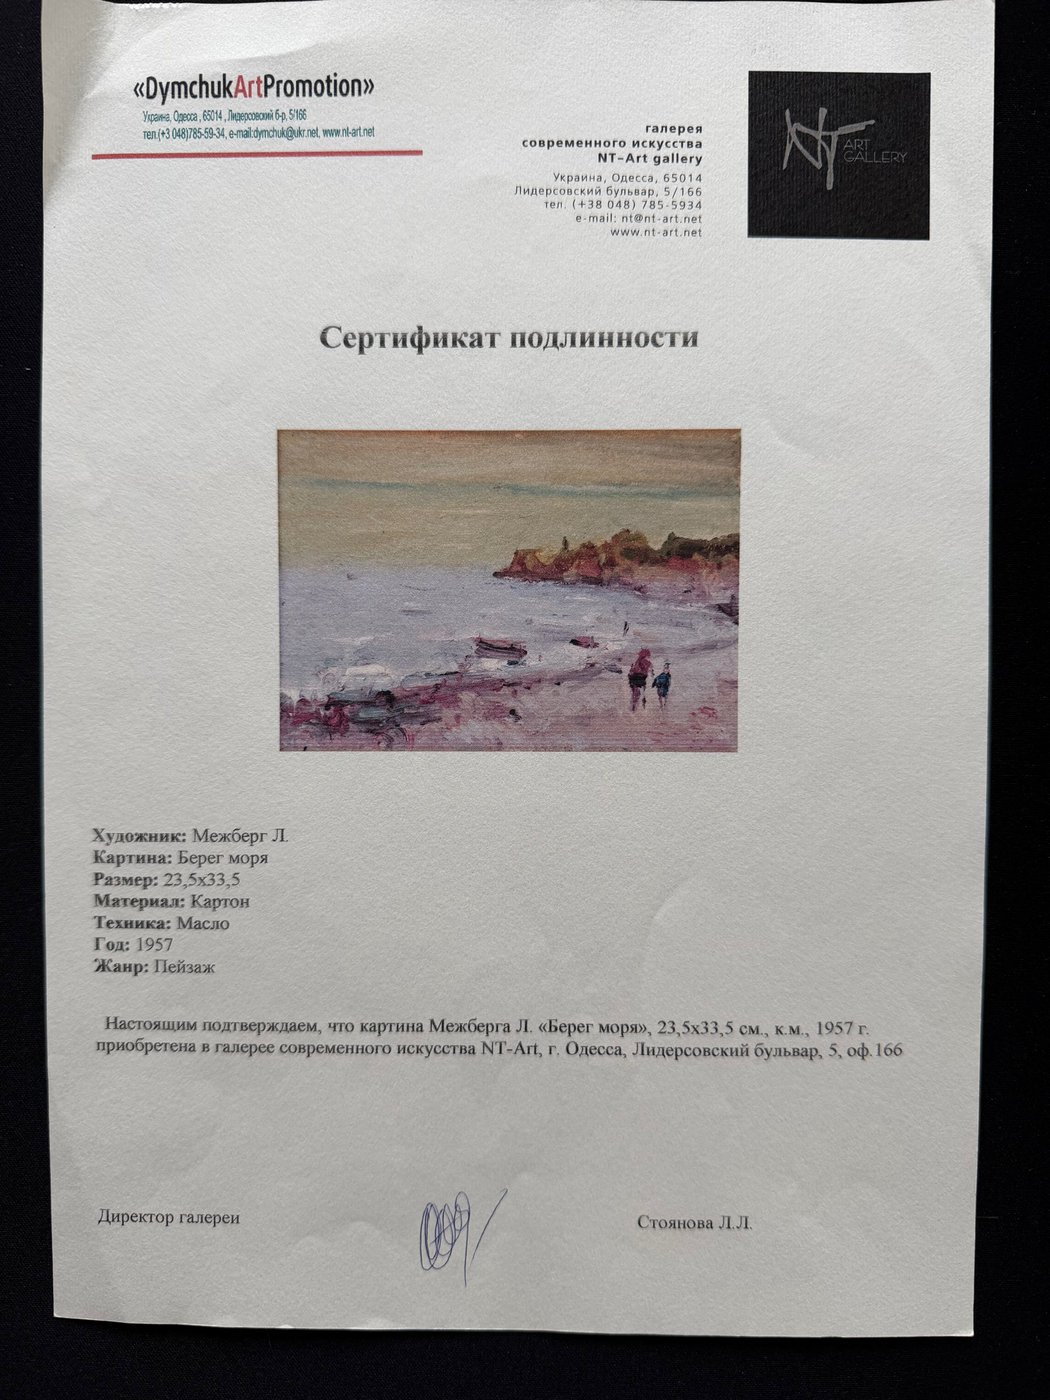 «DymchukArtPromotion»
Украина, Одесса , 65014 , Лидерсовский б-р, 5/166
тел.(+3 048)785-59-34, e-mail:dymchuk@ukr.net, www.nt-art.net
галерея
современного искусства
NT-Art gallery
Украина, Одесса, 65014
Лидерсовский бульвар, 5/166
тел. (+38 048) 785-5934
e-mail: nt@nt-art.net
www.nt-art.net
NT ART
GALLERY
Сертификат подлинности
Художник: Межберг Л.
Картина: Берег моря
Размер: 23,5х33,5
Материал: Картон
Техника: Масло
Год: 1957
Жанр: Пейзаж
Настоящим подтверждаем, что картина Межберга Л. «Берег моря», 23,5х33,5 см., к.м., 1957 г.
приобретена в галерее современного искусства NT-Art, г. Одесса, Лидерсовский бульвар, 5, оф.166
Директор галереи
Стоянова Л.Л.